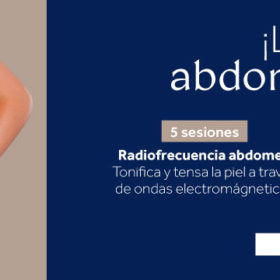 ¡L
abdom
5 sesiones
Radiofrecuencia abdome
Tonifica y tensa la piel a trav
de ondas electromágnetic